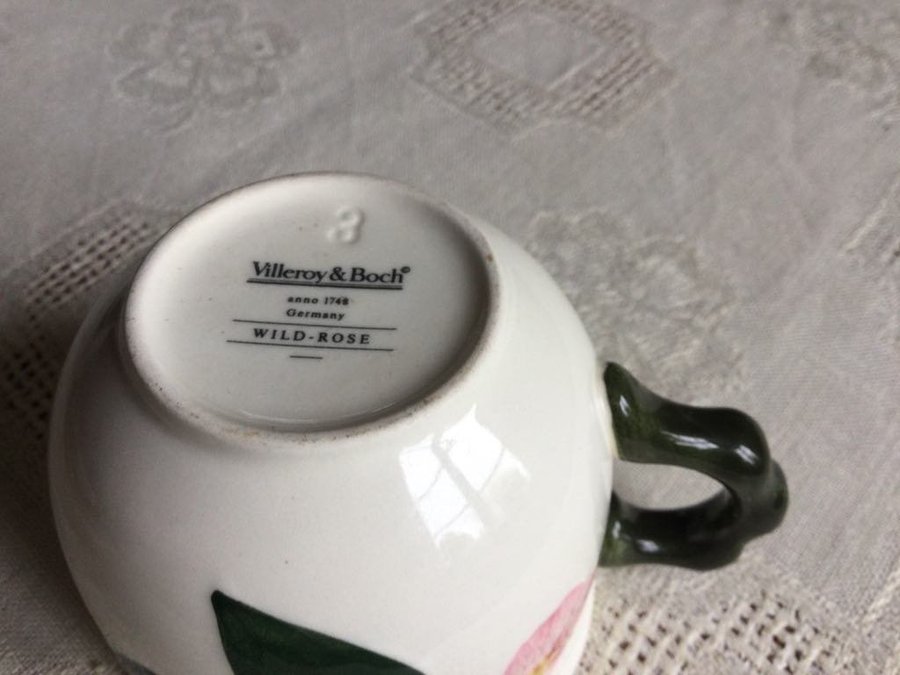 3
Villeroy & Boch©
anno 1748
Germany
WILD-ROSE